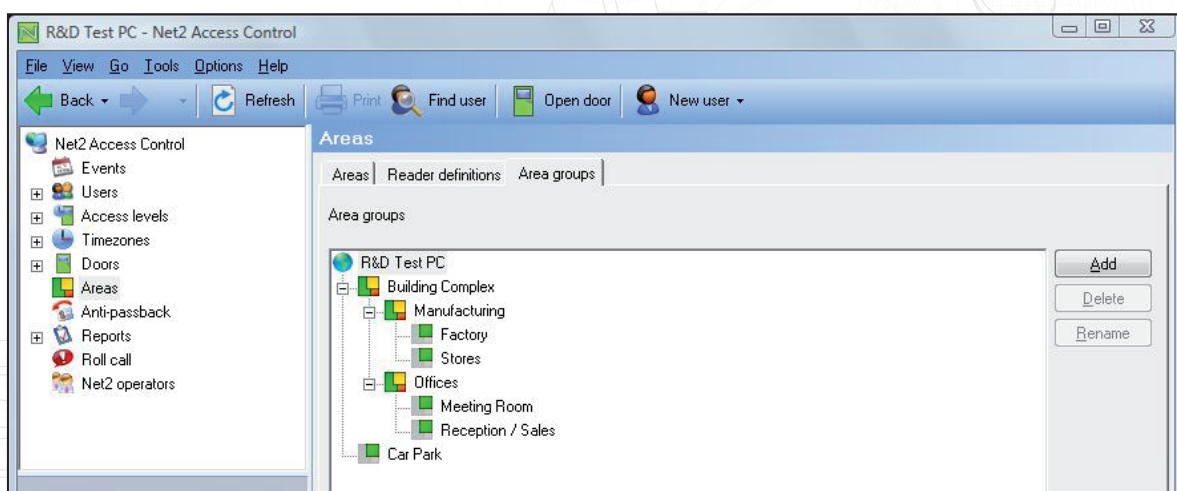 R&D Test PC - Net2 Access Control
File View Go Tools Options Help
Back Refresh Print Find user Open door New user
Net2 Access Control
Events
Users
Access levels
Timezones
Doors
Areas
Anti-passback
Reports
Roll call
Net2 operators
Areas
Areas Reader definitions Area groups
Area groups
R&D Test PC
Building Complex
Manufacturing
Factory
Stores
Offices
Meeting Room
Reception / Sales
Car Park
Add
Delete
Rename